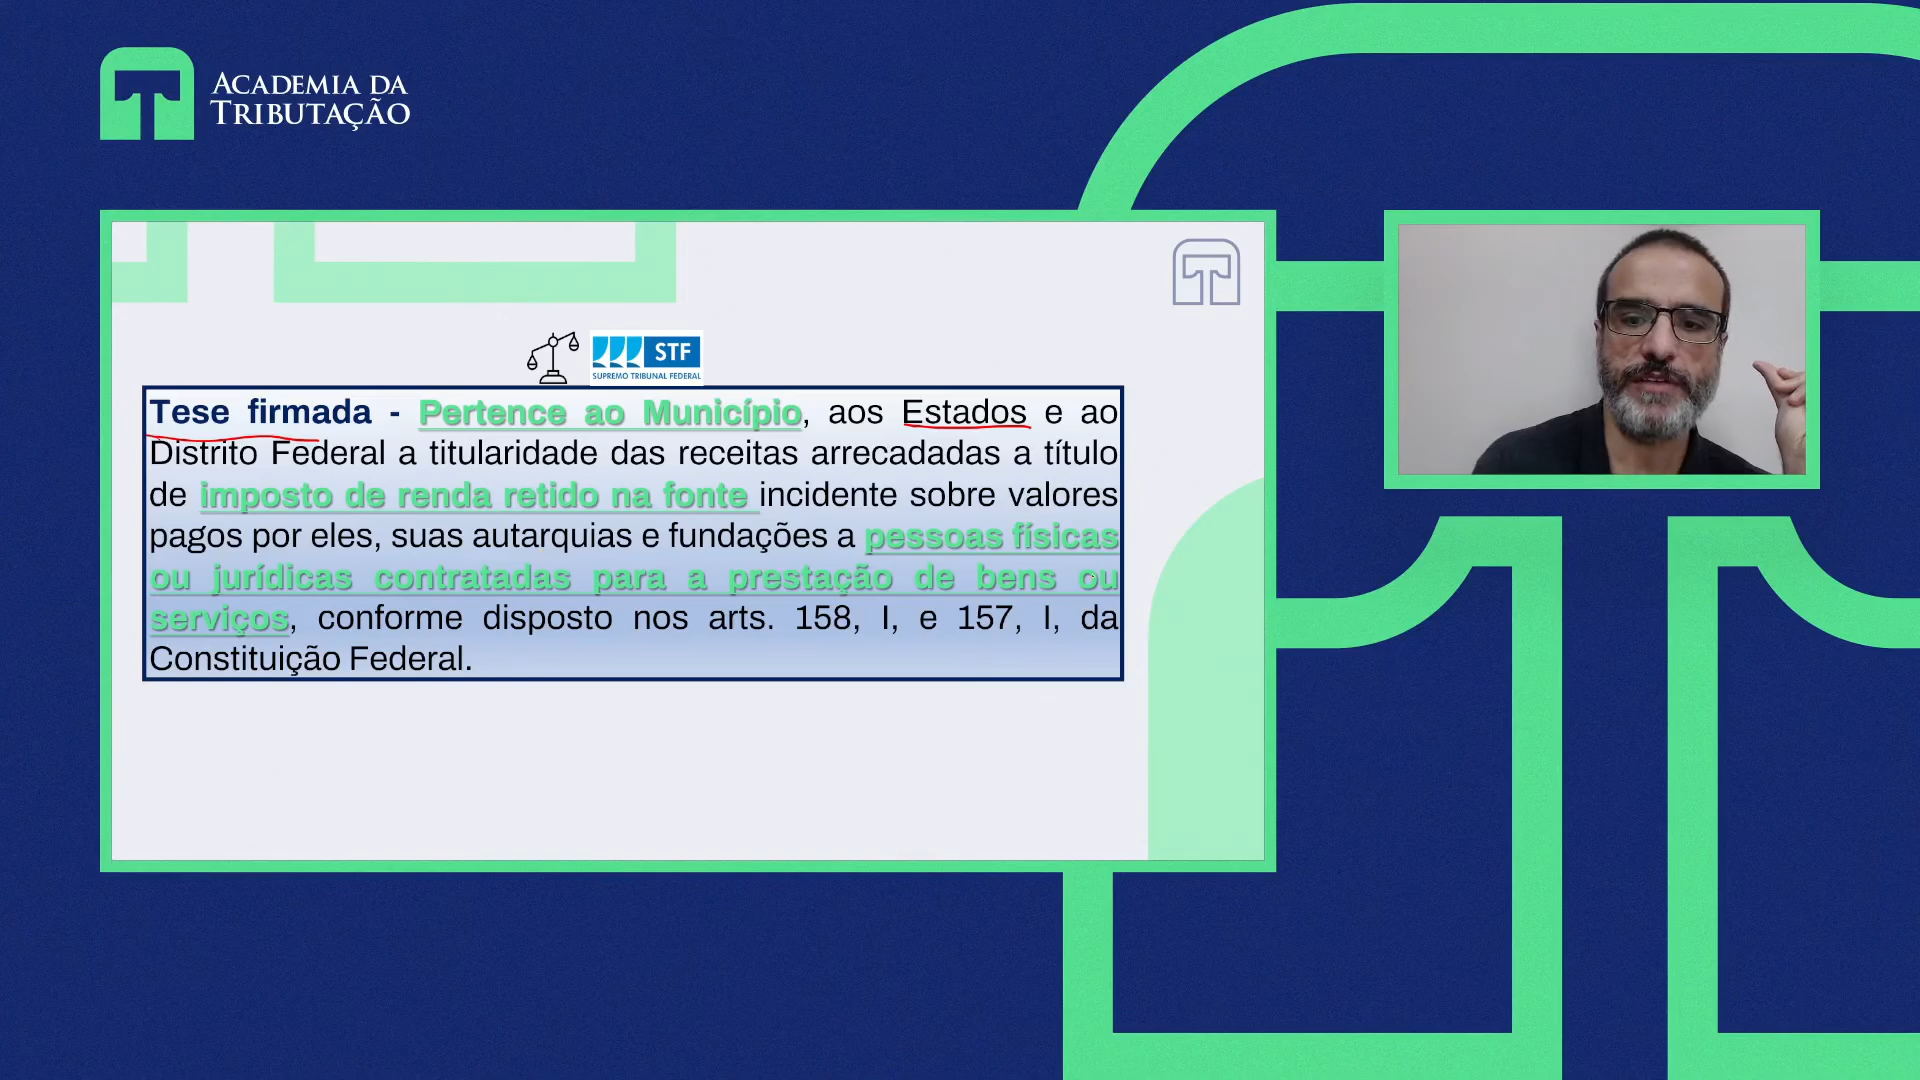 ACADEMIA DA
TRIBUTAÇÃO
STF
SUPREMO TRIBUNAL FEDERAL
Tese firmada - Pertence ao Município, aos Estados e ao
Distrito Federal a titularidade das receitas arrecadadas a título
de imposto de renda retido na fonte incidente sobre valores
pagos por eles, suas autarquias e fundações a pessoas físicas
ou jurídicas contratadas para a prestação de bens ou
serviços, conforme disposto nos arts. 158, I, e 157, I, da
Constituição Federal.